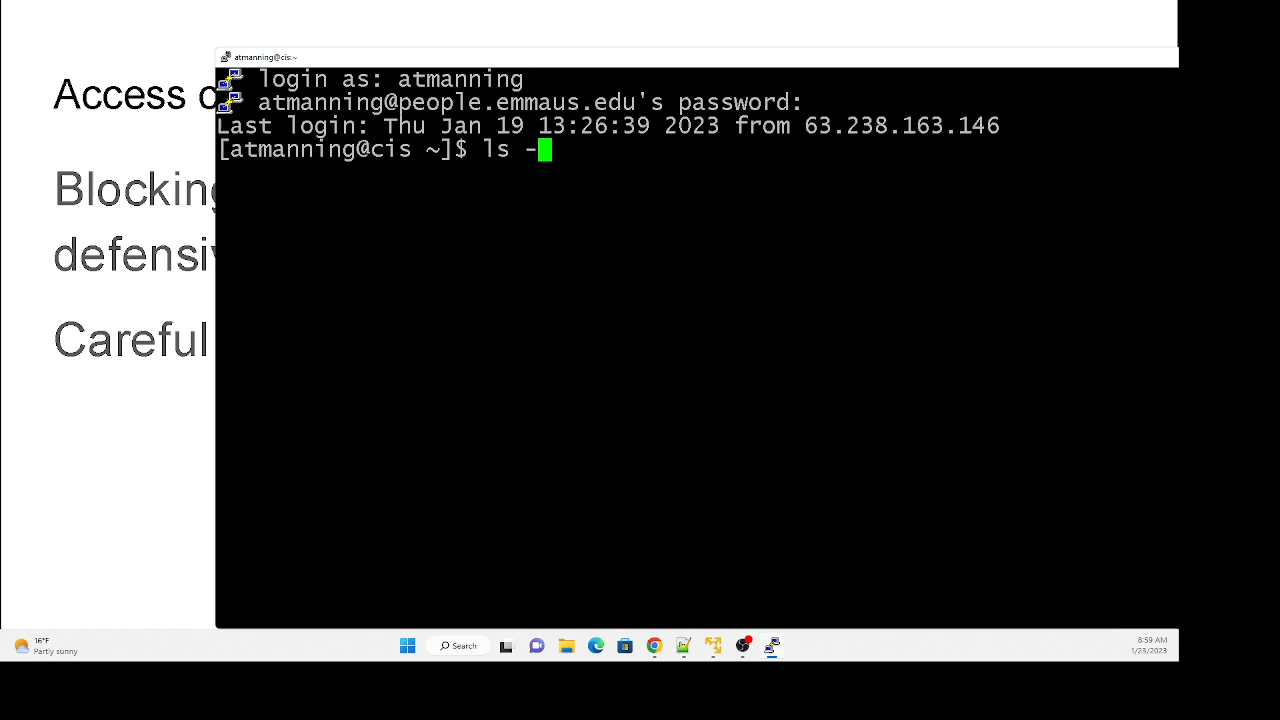 atmanning@cis:~
login as: atmanning
atmanning@people.emmaus.edu's password:
Last login: Thu Jan 19 13:26:39 2023 from 63.238.163.146
[atmanning@cis ~]$ ls -
Access
Blocking
defensiv
Careful
16°F
Partly sunny
Search
8:59 AM
1/23/2023